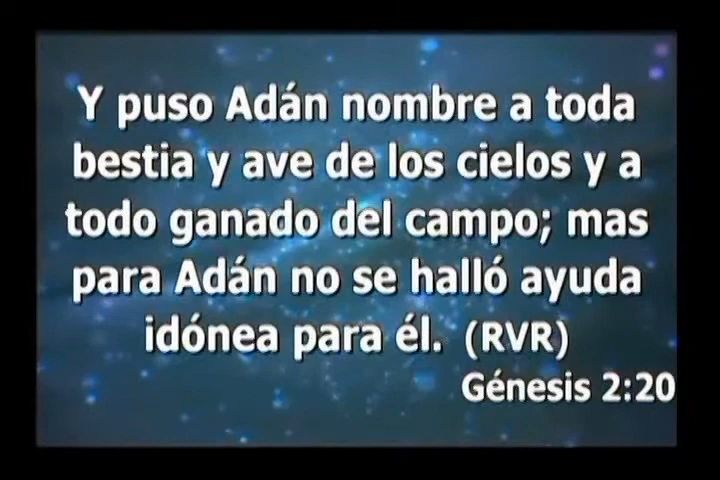 Y puso Adán nombre a toda
bestia y ave de los cielos y a
todo ganado del campo; mas
para Adán no se halló ayuda
idónea para él. (RVR)
Génesis 2:20